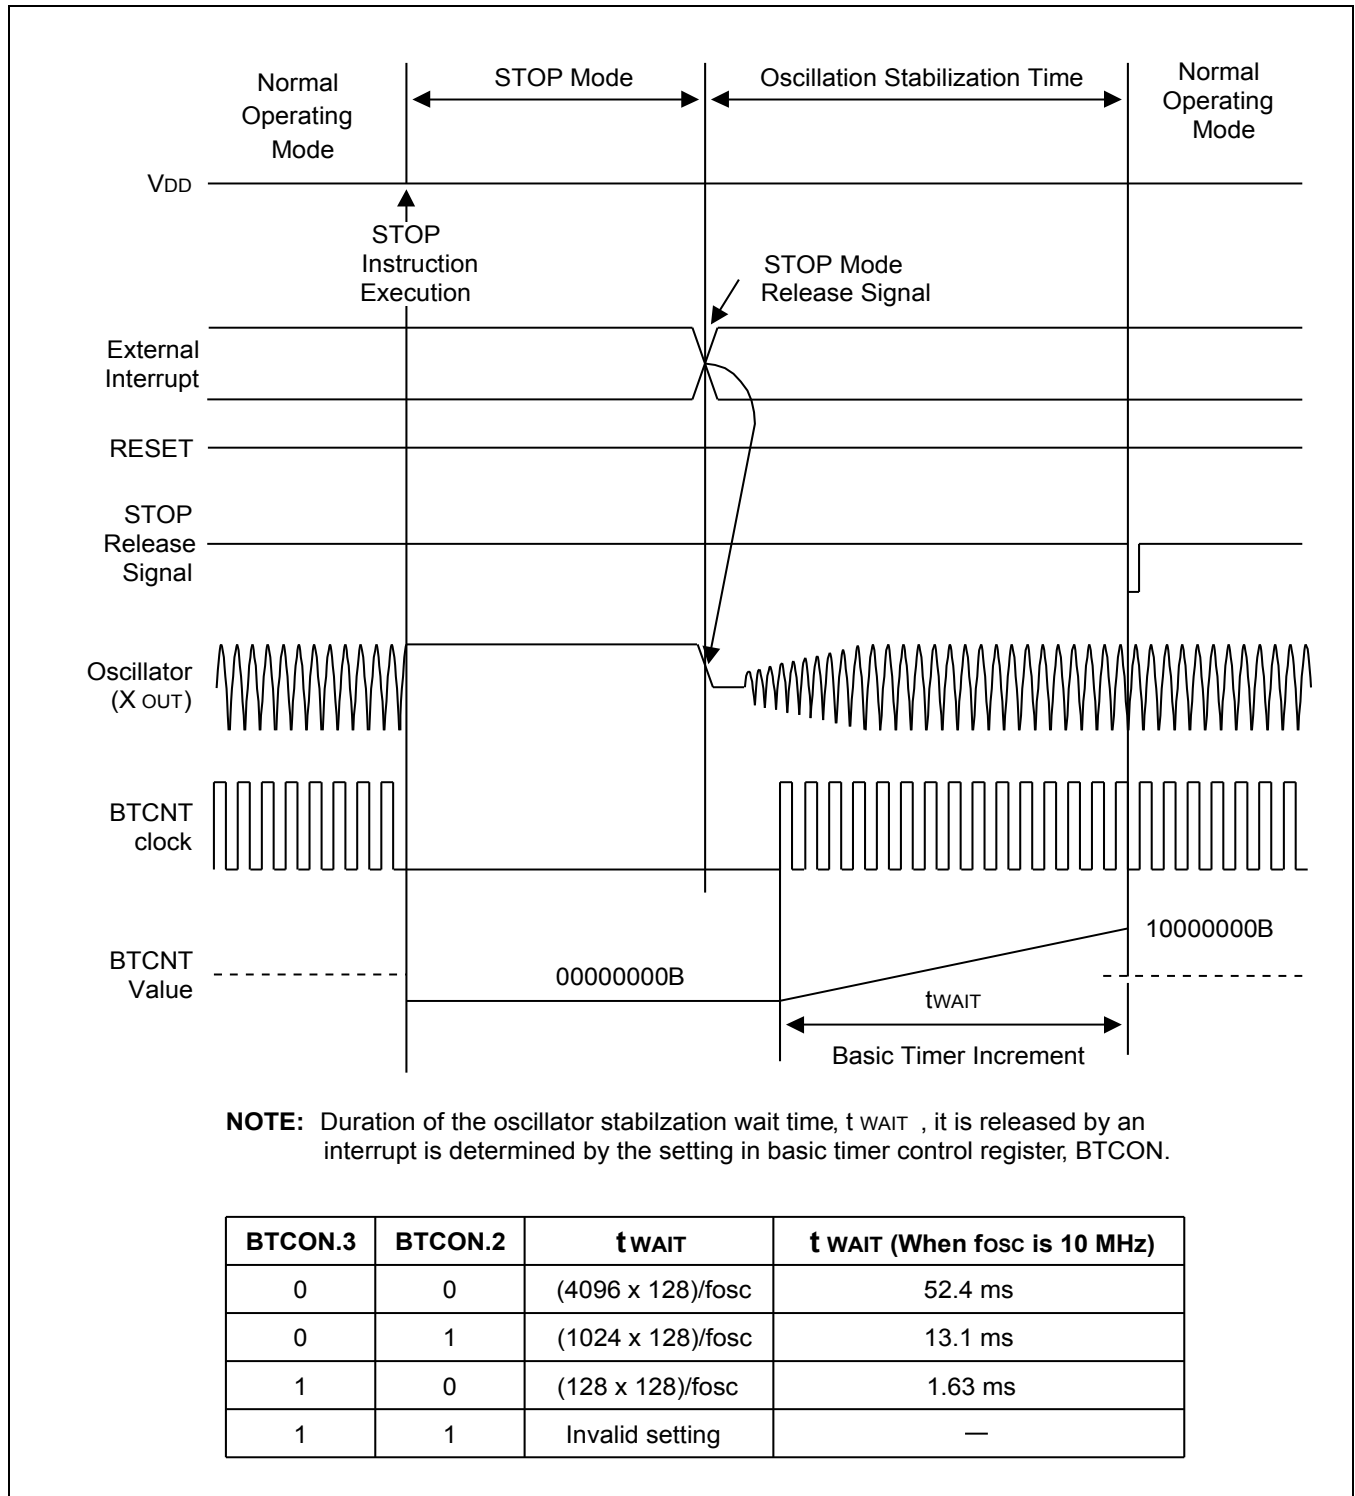 Normal
Operating
Mode
STOP Mode
Oscillation Stabilization Time
Normal
Operating
Mode
VDD
STOP
Instruction
Execution
STOP Mode
Release Signal
External
Interrupt
RESET
STOP
Release
Signal
Oscillator
(X OUT)
BTCNT
clock
BTCNT
Value
00000000B
10000000B
tWAIT
Basic Timer Increment
NOTE: Duration of the oscillator stabilzation wait time, t WAIT , it is released by an
interrupt is determined by the setting in basic timer control register, BTCON.
BTCON.3 BTCON.2 t WAIT t WAIT (When fosc is 10 MHz)
0 0 (4096 x 128)/fosc 52.4 ms
0 1 (1024 x 128)/fosc 13.1 ms
1 0 (128 x 128)/fosc 1.63 ms
1 1 Invalid setting —